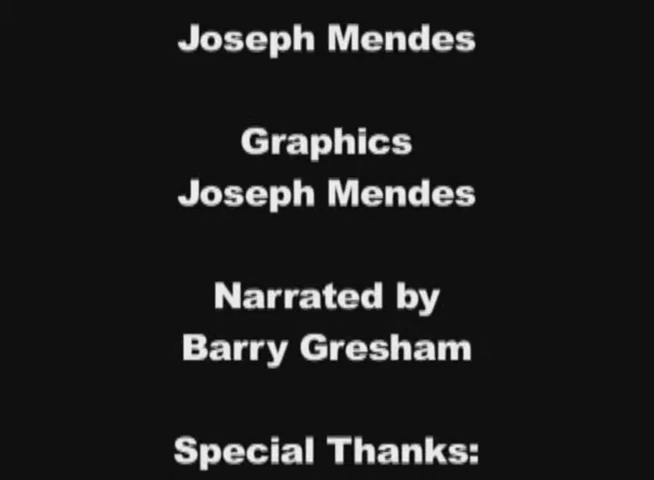 Joseph Mendes
Graphics
Joseph Mendes
Narrated by
Barry Gresham
Special Thanks: